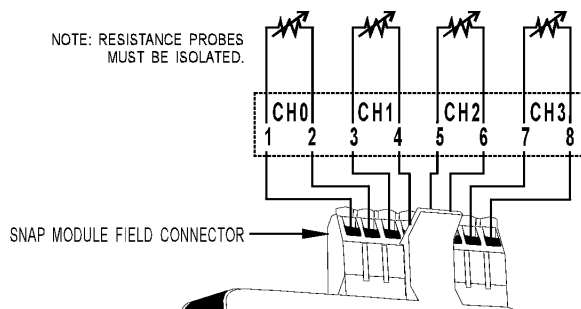 NOTE: RESISTANCE PROBES
MUST BE ISOLATED.
CH0 CH1 CH2 CH3
1 2 3 4 5 6 7 8
SNAP MODULE FIELD CONNECTOR